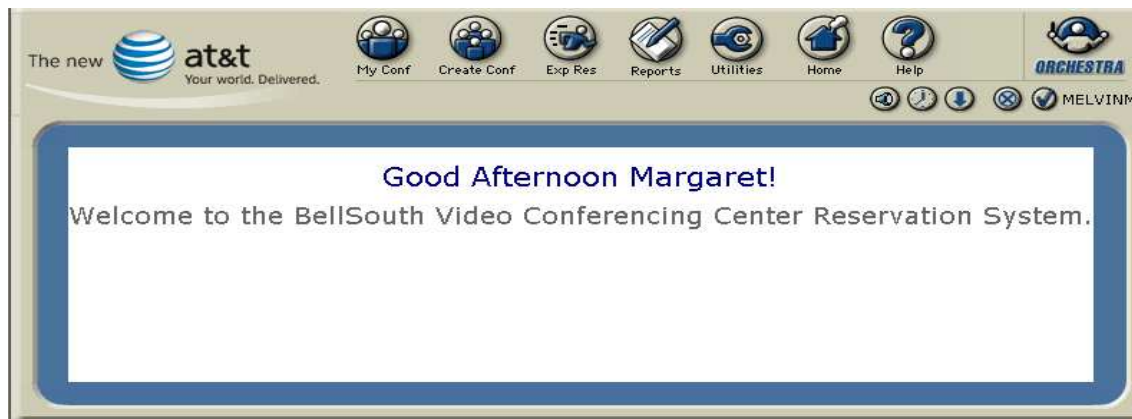 The new at&t
Your world. Delivered.
My Conf Create Conf Exp Res Reports Utilities Home Help ORCHESTRA
MELVINM
Good Afternoon Margaret!
Welcome to the BellSouth Video Conferencing Center Reservation System.